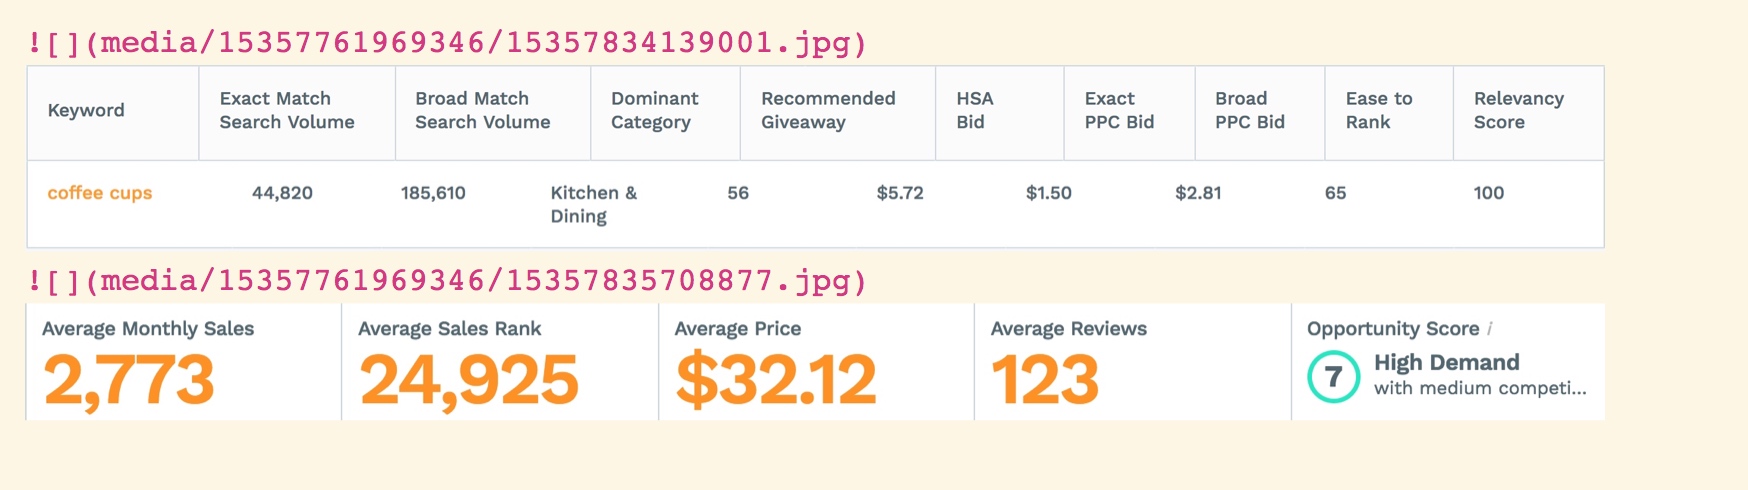 ![](media/15357761969346/15357834139001.jpg)
Keyword Exact Match Search Volume Broad Match Search Volume Dominant Category Recommended Giveaway HSA Bid Exact PPC Bid Broad PPC Bid Ease to Rank Relevancy Score
coffee cups 44,820 185,610 Kitchen & Dining 56 $5.72 $1.50 $2.81 65 100
![](media/15357761969346/15357835708877.jpg)
Average Monthly Sales Average Sales Rank Average Price Average Reviews Opportunity Score i
2,773 24,925 $32.12 123 7 High Demand
with medium competi...